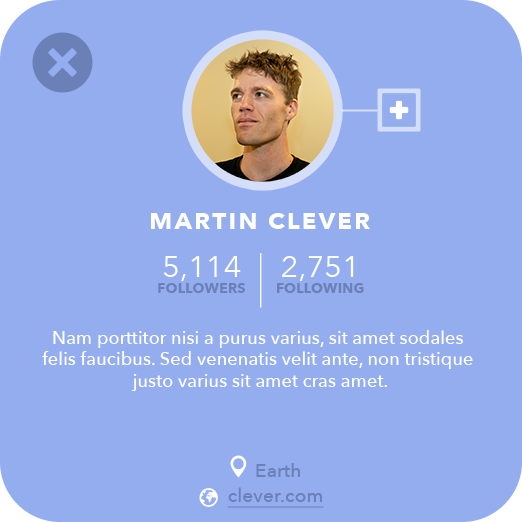 MARTIN CLEVER
5,114 2,751
FOLLOWERS FOLLOWING
Nam porttitor nisi a purus varius, sit amet sodales
felis faucibus. Sed venenatis velit ante, non tristique
justo varius sit amet cras amet.
Earth
clever.com